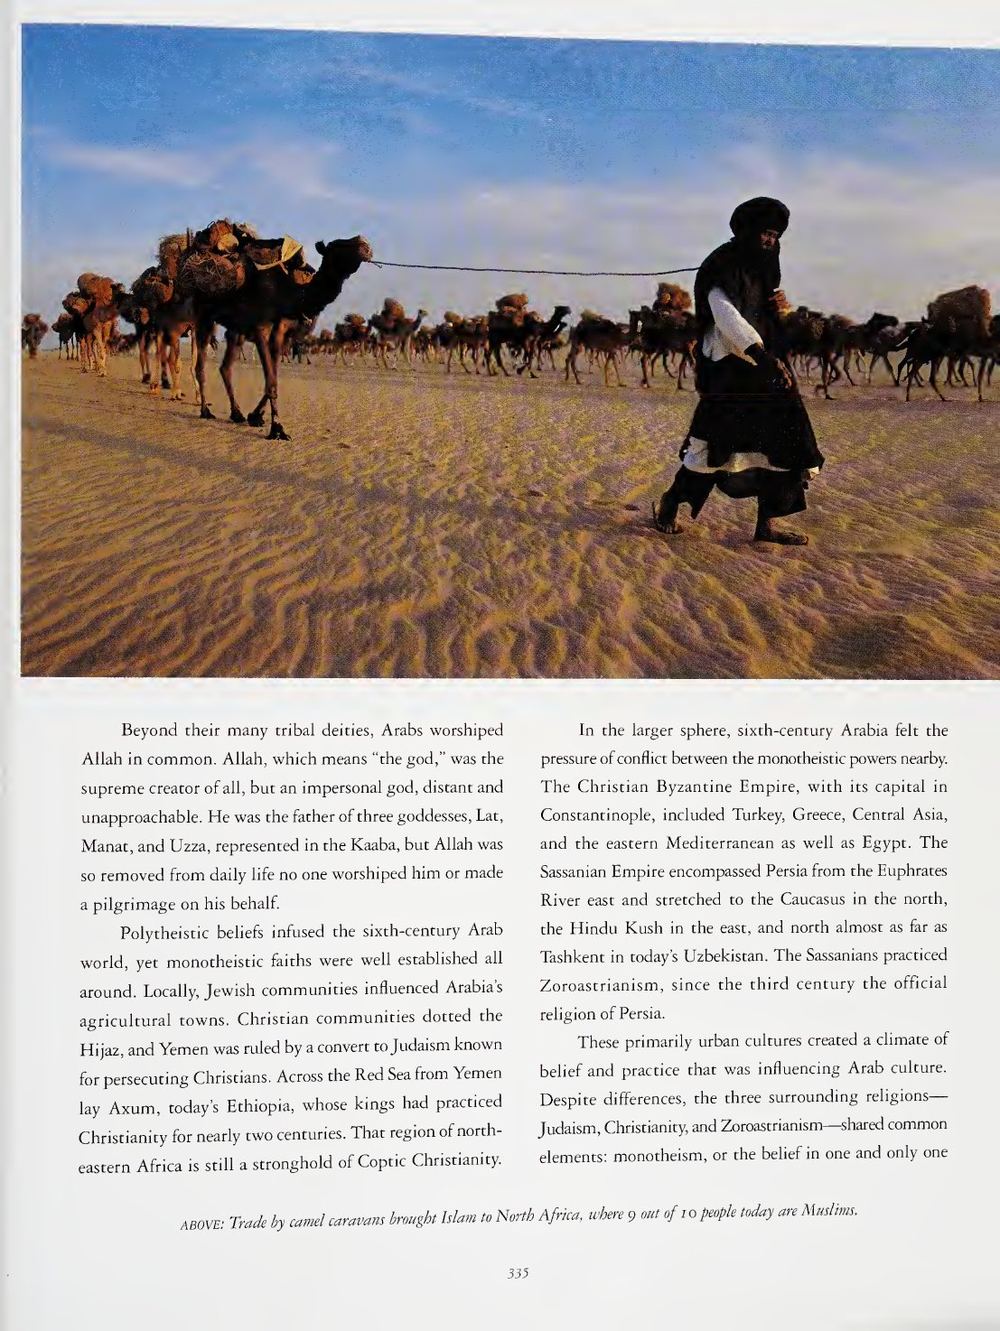 Beyond their many tribal deities, Arabs worshiped
Allah in common. Allah, which means “the god,” was the
supreme creator of all, but an impersonal god, distant and
unapproachable. He was the father of three goddesses, Lat,
Manat, and Uzza, represented in the Kaaba, but Allah was
so removed from daily life no one worshiped him or made
a pilgrimage on his behalf.
Polytheistic beliefs infused the sixth-century Arab
world, yet monotheistic faiths were well established all
around. Locally, Jewish communities influenced Arabia’s
agricultural towns. Christian communities dotted the
Hijaz, and Yemen was ruled by a convert to Judaism known
for persecuting Christians. Across the Red Sea from Yemen
lay Axum, today’s Ethiopia, whose kings had practiced
Christianity for nearly two centuries. That region of north-
eastern Africa is still a stronghold of Coptic Christianity.
In the larger sphere, sixth-century Arabia felt the
pressure of conflict between the monotheistic powers nearby.
The Christian Byzantine Empire, with its capital in
Constantinople, included Turkey, Greece, Central Asia,
and the eastern Mediterranean as well as Egypt. The
Sassanian Empire encompassed Persia from the Euphrates
River east and stretched to the Caucasus in the north,
the Hindu Kush in the east, and north almost as far as
Tashkent in today’s Uzbekistan. The Sassanians practiced
Zoroastrianism, since the third century the official
religion of Persia.
These primarily urban cultures created a climate of
belief and practice that was influencing Arab culture.
Despite differences, the three surrounding religions—
Judaism, Christianity, and Zoroastrianism—shared common
elements: monotheism, or the belief in one and only one
ABOVE: Trade by camel caravans brought Islam to North Africa, where 9 out of 10 people today are Muslims.
335